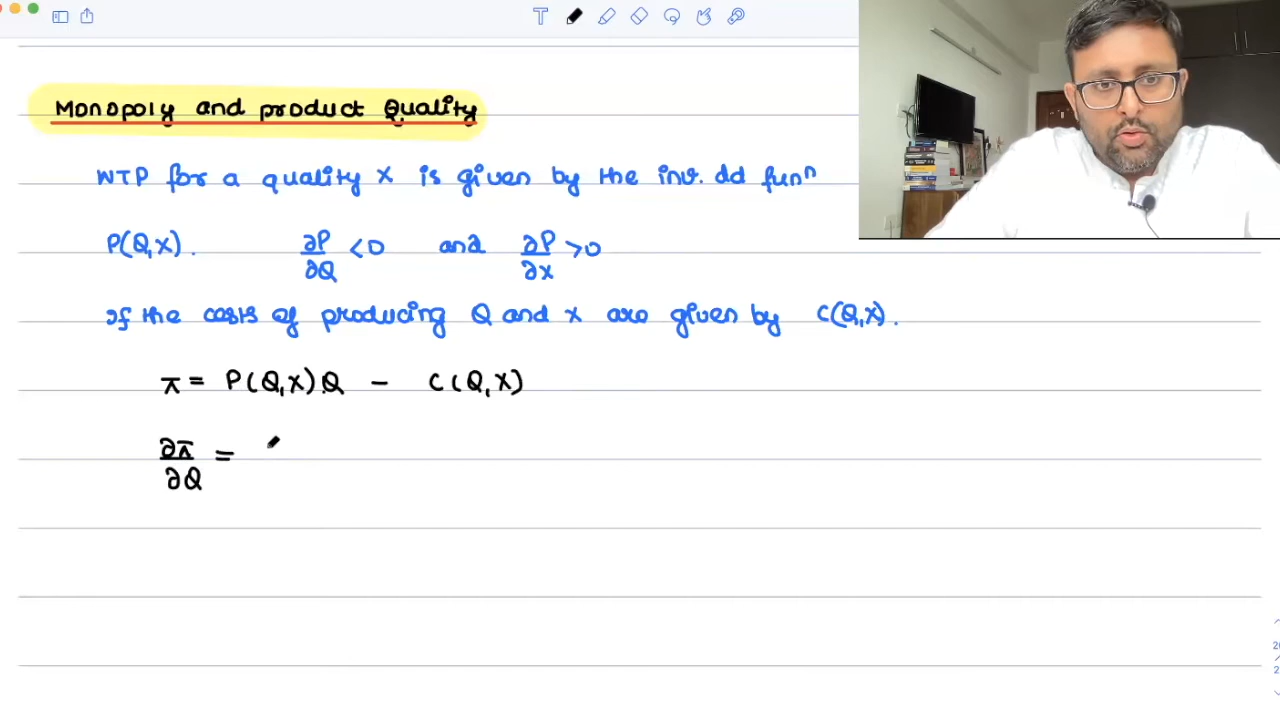 Monopoly and product Quality
WTP for a quality X is given by the inv. dd funⁿ
P(Q,X). ∂P/∂Q <0 and ∂P/∂x >0
If the costs of producing Q and x are given by C(Q,X).
π = P(Q,X).Q − C(Q,X)
∂π/∂Q =